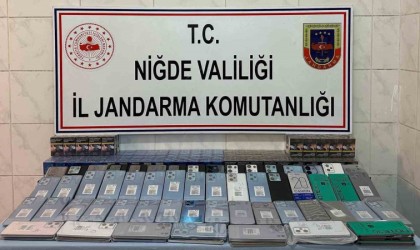 T.C.
NİĞDE VALİLİĞİ
İL JANDARMA KOMUTANLIĞI